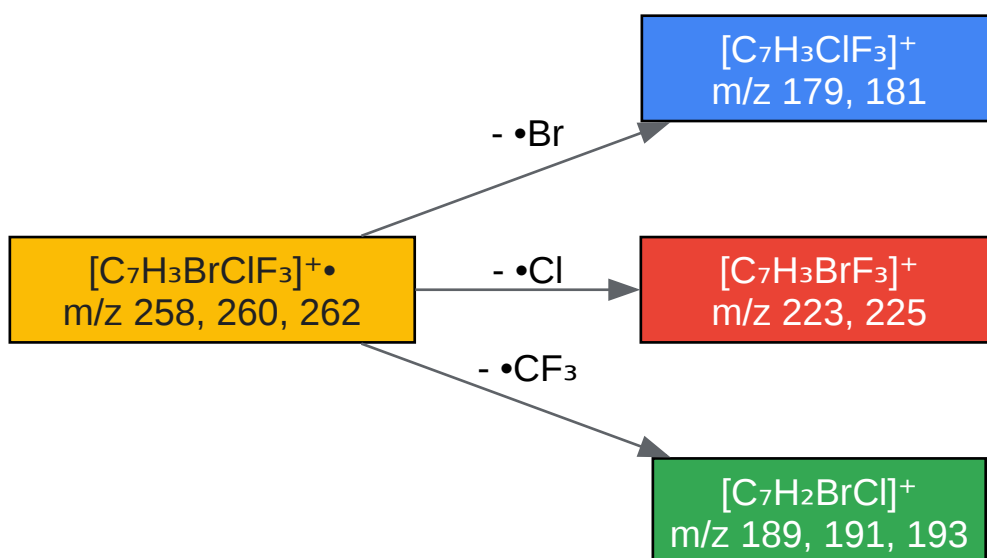 [C₇H₃ClF₃]⁺
m/z 179, 181
- •Br
[C₇H₃BrClF₃]⁺•
m/z 258, 260, 262
- •Cl
[C₇H₃BrF₃]⁺
m/z 223, 225
- •CF₃
[C₇H₂BrCl]⁺
m/z 189, 191, 193